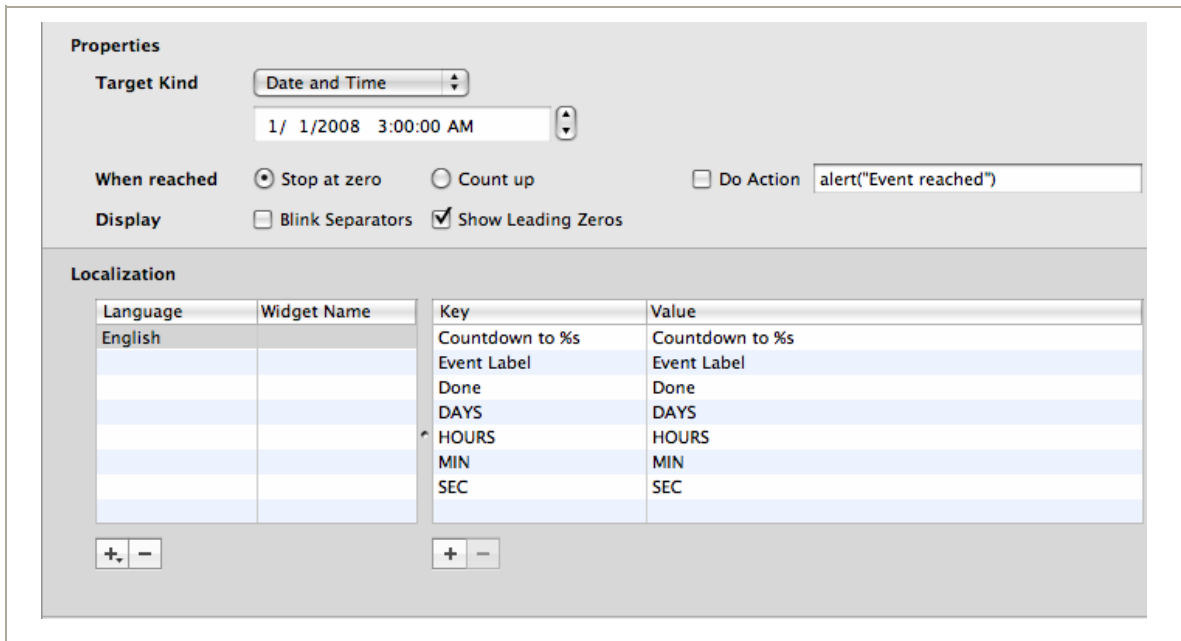 Properties
Target Kind Date and Time
1/ 1/2008 3:00:00 AM
When reached Stop at zero Count up Do Action alert("Event reached")
Display Blink Separators Show Leading Zeros
Localization
Language Widget Name Key Value
English Countdown to %s Countdown to %s
Event Label Event Label
Done Done
DAYS DAYS
HOURS HOURS
MIN MIN
SEC SEC